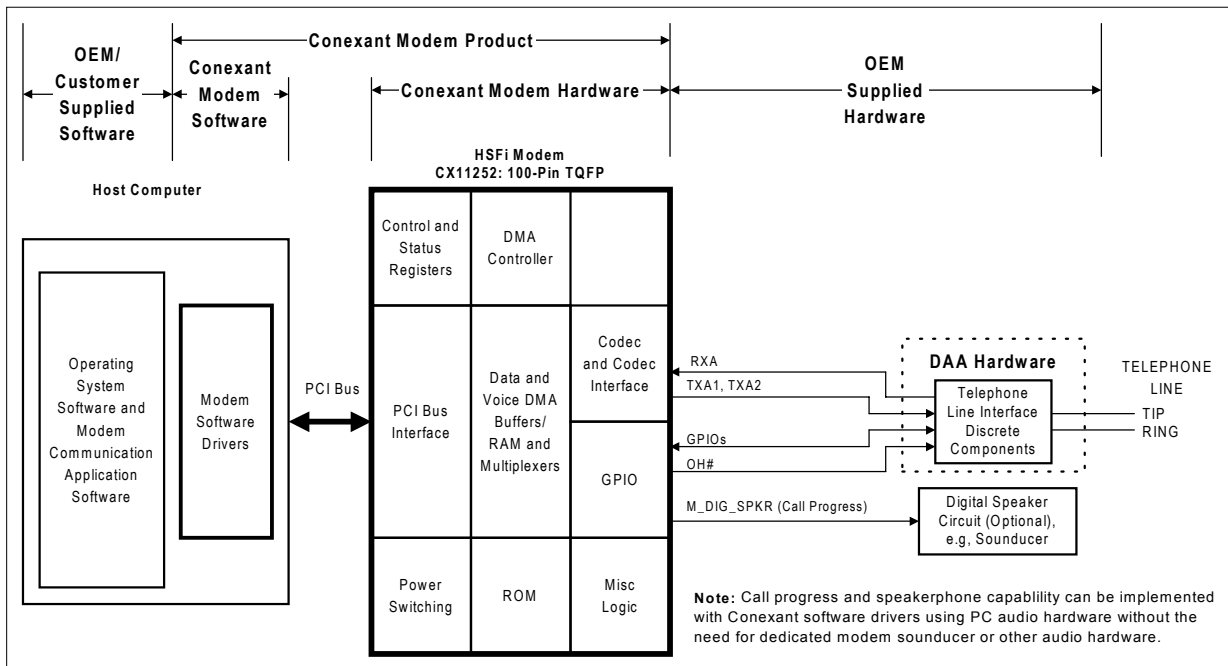 Conexant Modem Product
OEM/
Customer
Supplied
Software
Conexant
Modem
Software
Conexant Modem Hardware
OEM
Supplied
Hardware
HSFi Modem
CX11252: 100-Pin TQFP
Host Computer
Operating
System
Software and
Modem
Communication
Application
Software
Modem
Software
Drivers
PCI Bus
Control and
Status
Registers
DMA
Controller
PCI Bus
Interface
Data and
Voice DMA
Buffers/
RAM and
Multiplexers
Codec
and Codec
Interface
GPIO
Power
Switching
ROM
Misc
Logic
RXA
TXA1, TXA2
GPIOs
OH#
M_DIG_SPKR (Call Progress)
DAA Hardware
Telephone
Line Interface
Discrete
Components
TELEPHONE
LINE
TIP
RING
Digital Speaker
Circuit (Optional),
e.g, Sounducer
Note: Call progress and speakerphone capablility can be implemented
with Conexant software drivers using PC audio hardware without the
need for dedicated modem sounducer or other audio hardware.